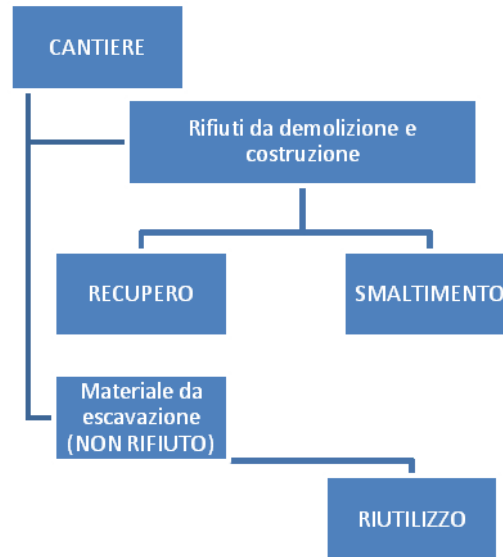 CANTIERE
Rifiuti da demolizione e
costruzione
RECUPERO
SMALTIMENTO
Materiale da
escavazione
(NON RIFIUTO)
RIUTILIZZO